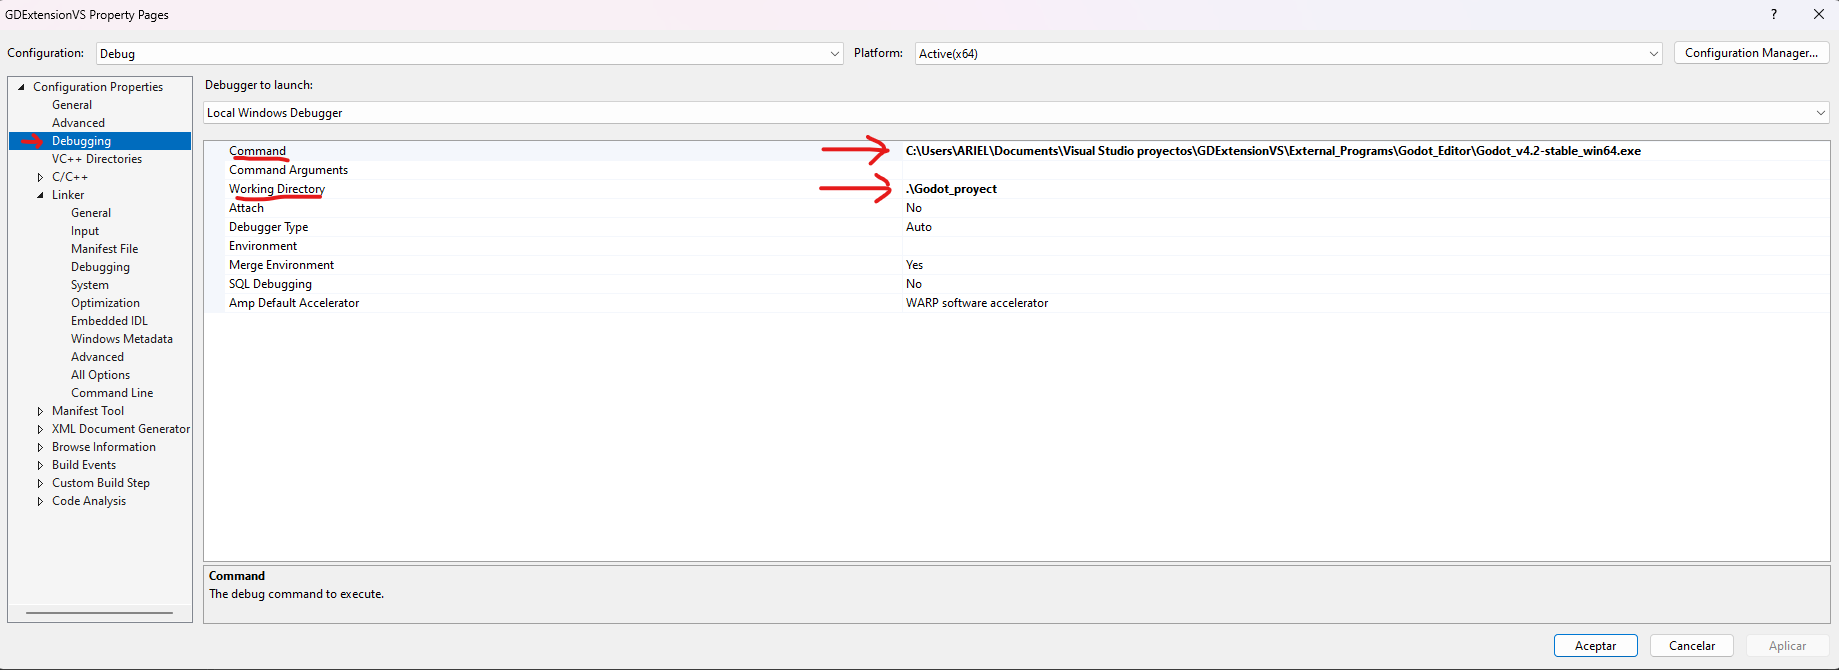 GDExtensionVS Property Pages
?
Configuration: Debug Platform: Active(x64) Configuration Manager...
Configuration Properties
General
Advanced
Debugging
VC++ Directories
C/C++
Linker
General
Input
Manifest File
Debugging
System
Optimization
Embedded IDL
Windows Metadata
Advanced
All Options
Command Line
Manifest Tool
XML Document Generator
Browse Information
Build Events
Custom Build Step
Code Analysis
Debugger to launch:
Local Windows Debugger
Command C:\Users\ARIEL\Documents\Visual Studio proyectos\GDExtensionVS\External_Programs\Godot_Editor\Godot_v4.2-stable_win64.exe
Command Arguments
Working Directory .\Godot_proyect
Attach No
Debugger Type Auto
Environment
Merge Environment Yes
SQL Debugging No
Amp Default Accelerator WARP software accelerator
Command
The debug command to execute.
Aceptar Cancelar Aplicar